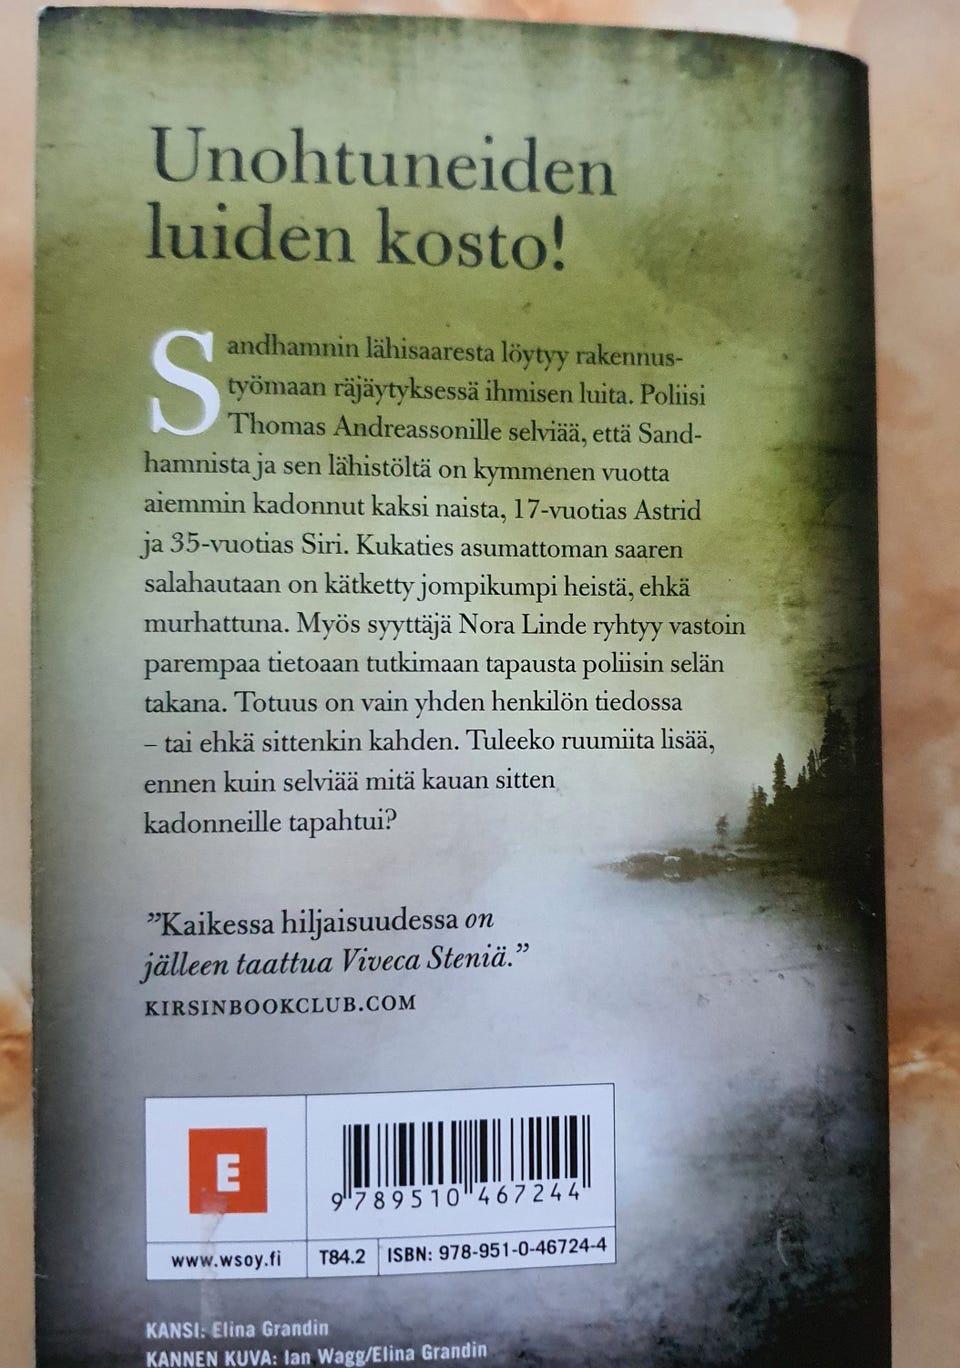 Unohtuneiden
luiden kosto!
Sandhamnin lähisaaresta löytyy rakennus-
työmaan räjäytyksessä ihmisen luita. Poliisi
Thomas Andreassonille selviää, että Sand-
hamnista ja sen lähistöltä on kymmenen vuotta
aiemmin kadonnut kaksi naista, 17-vuotias Astrid
ja 35-vuotias Siri. Kukaties asumattoman saaren
salahautaan on kätketty jompikumpi heistä, ehkä
murhattuna. Myös syyttäjä Nora Linde ryhtyy vastoin
parempaa tietoaan tutkimaan tapausta poliisin selän
takana. Totuus on vain yhden henkilön tiedossa
– tai ehkä sittenkin kahden. Tuleeko ruumiita lisää,
ennen kuin selviää mitä kauan sitten
kadonneille tapahtui?
”Kaikessa hiljaisuudessa on
jälleen taattua Viveca Steniä.”
KIRSINBOOKCLUB.COM
E
9 789510 467244
www.wsoy.fi T84.2 ISBN: 978-951-0-46724-4
KANSI: Elina Grandin
KANNEN KUVA: Ian Wagg/Elina Grandin